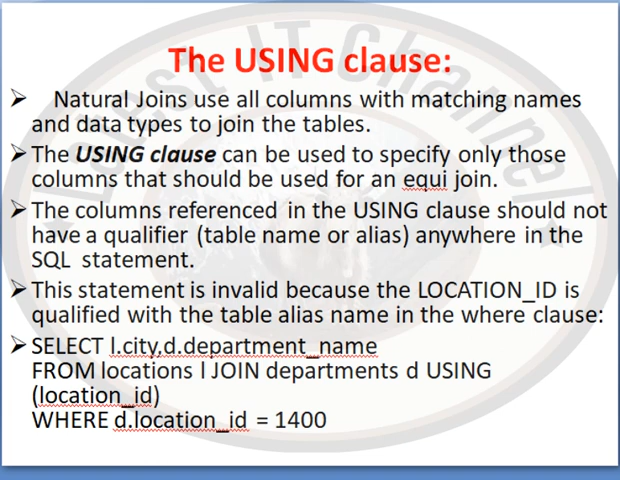 The USING clause:
➢ Natural Joins use all columns with matching names
and data types to join the tables.
➢ The USING clause can be used to specify only those
columns that should be used for an equi join.
➢ The columns referenced in the USING clause should not
have a qualifier (table name or alias) anywhere in the
SQL statement.
➢ This statement is invalid because the LOCATION_ID is
qualified with the table alias name in the where clause:
➢ SELECT l.city,d.department_name
FROM locations l JOIN departments d USING
(location_id)
WHERE d.location_id = 1400
Latest IT Channel